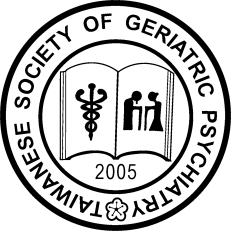 TAIWANESE SOCIETY OF GERIATRIC PSYCHIATRY
2005